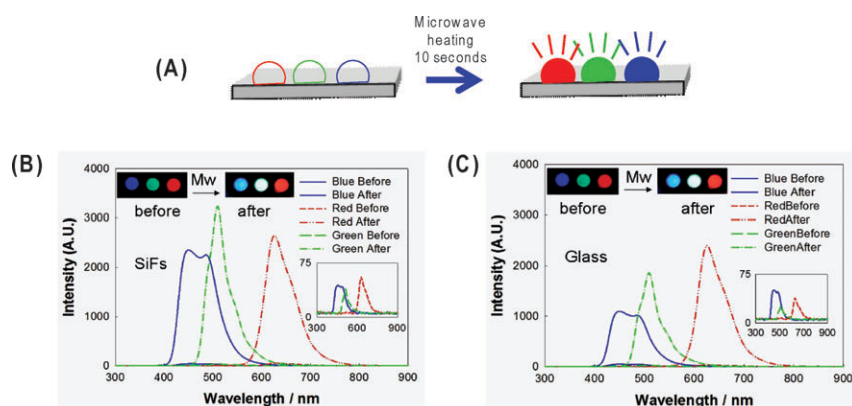 Microwave
heating
10 seconds
(A)
(B)
4000
3000
2000
1000
0
Intensity (A.U.)
Mw
before
after
SiFs
Blue Before
Blue After
Red Before
Red After
Green Before
Green After
75
0
300 600 900
300 400 500 600 700 800 900
Wavelength / nm
(C)
4000
3000
2000
1000
0
Intensity (A.U.)
Mw
before
after
Glass
Blue Before
Blue After
RedBefore
RedAfter
GreenBefore
GreenAfter
75
0
300 500 700 900
300 400 500 600 700 800 900
Wavelength / nm